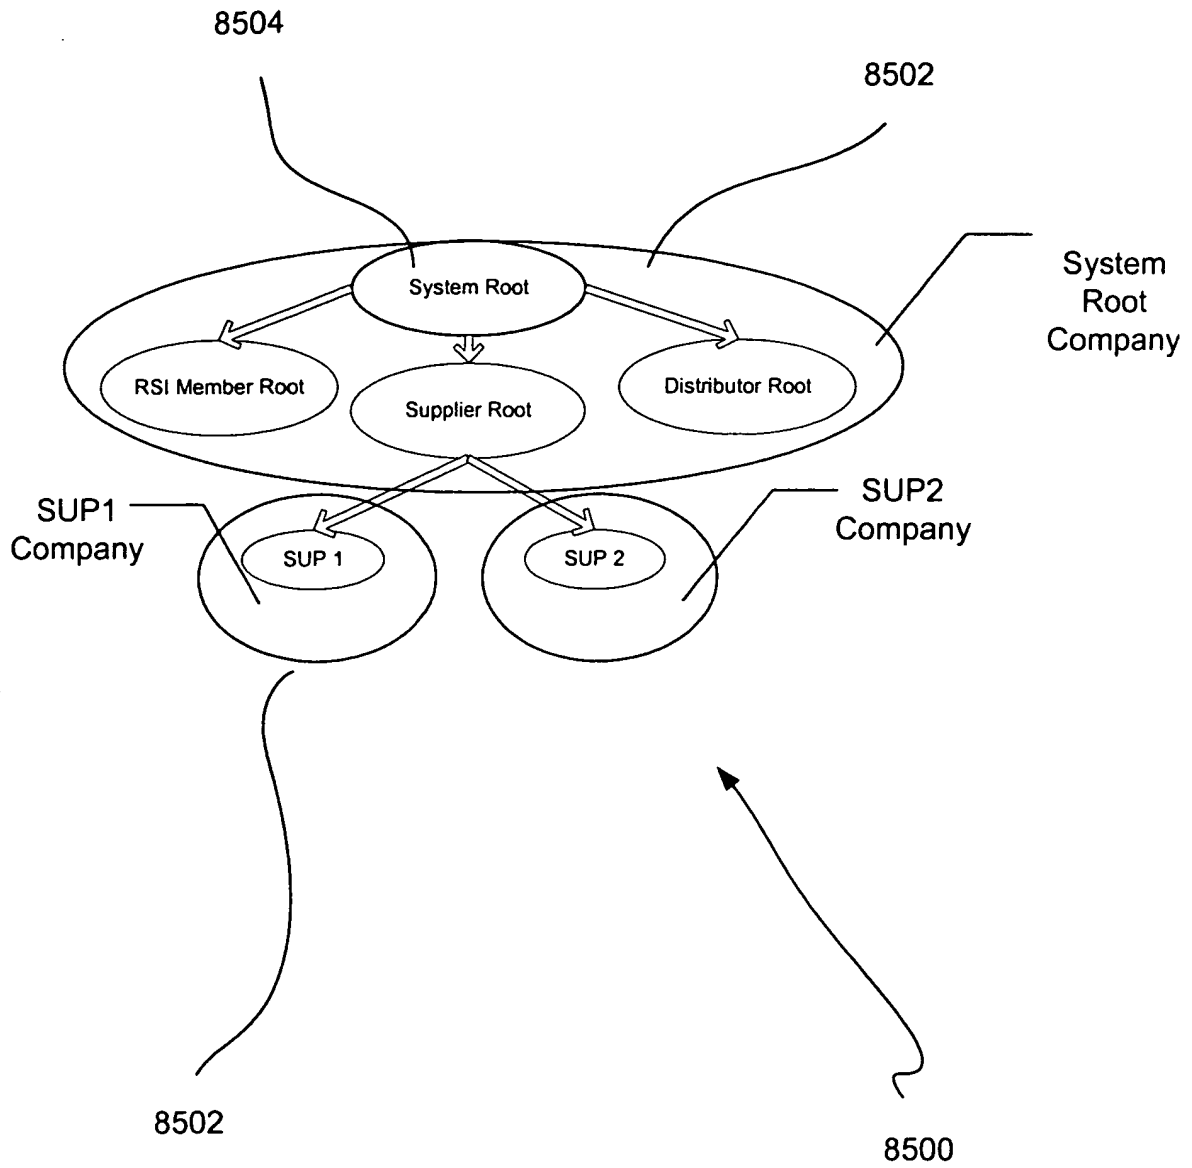 8504
8502
System Root
System
Root
Company
RSI Member Root
Supplier Root
Distributor Root
SUP1
Company
SUP 1
SUP 2
SUP2
Company
8502
8500